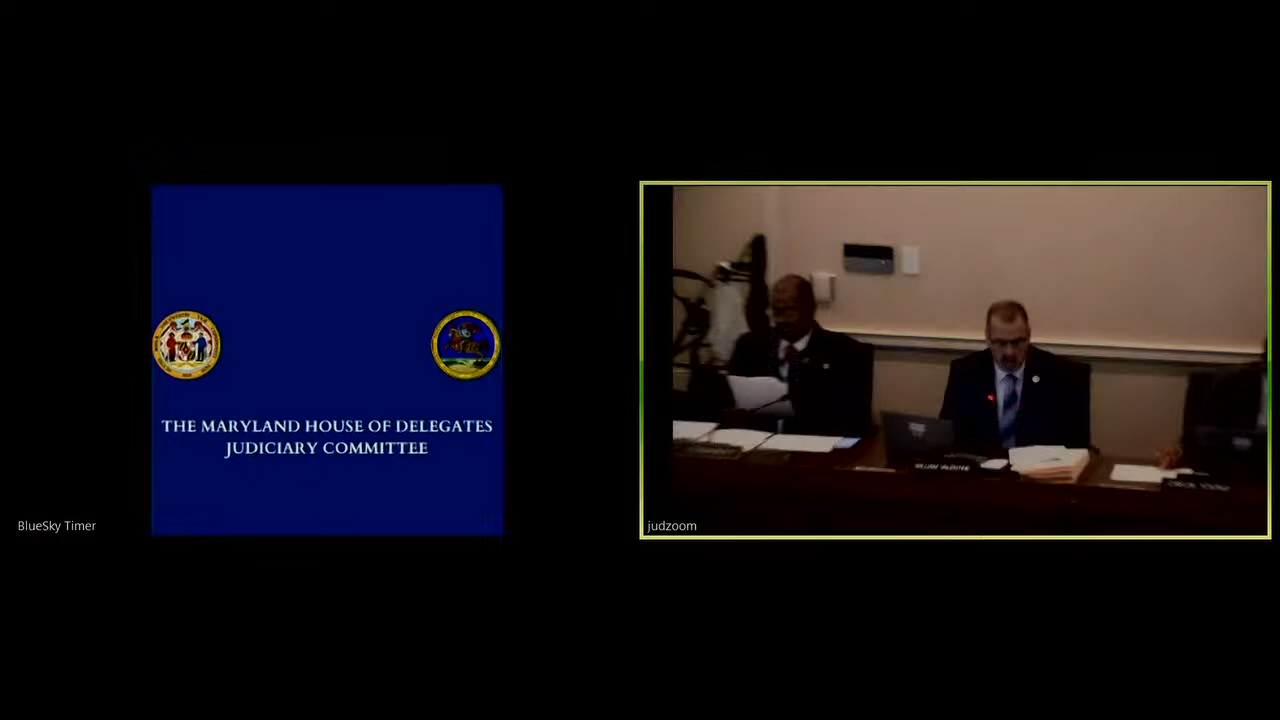 THE MARYLAND HOUSE OF DELEGATES
JUDICIARY COMMITTEE
BlueSky Timer
judzoom